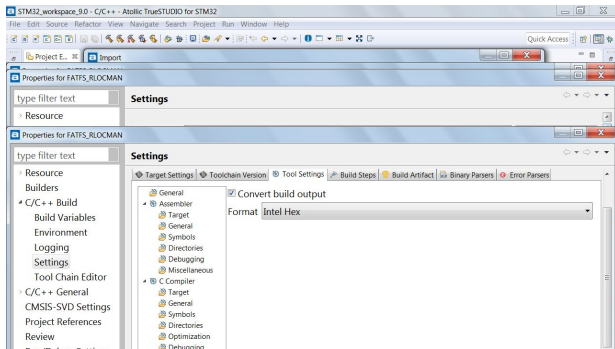 STM32_workspace_9.0 - C/C++ - Atollic TrueSTUDIO for STM32
File Edit Source Refactor View Navigate Search Project Run Window Help
Quick Access
Project E... Import
Properties for FATFS_RLOCMAN
type filter text Settings
Resource
Properties for FATFS_RLOCMAN
type filter text Settings
Resource
Builders
C/C++ Build
Build Variables
Environment
Logging
Settings
Tool Chain Editor
C/C++ General
CMSIS-SVD Settings
Project References
Review
Target Settings Toolchain Version Tool Settings Build Steps Build Artifact Binary Parsers Error Parsers
General
Assembler
Target
General
Symbols
Directories
Debugging
Miscellaneous
C Compiler
Target
General
Symbols
Directories
Optimization
Debugging
Convert build output
Format Intel Hex